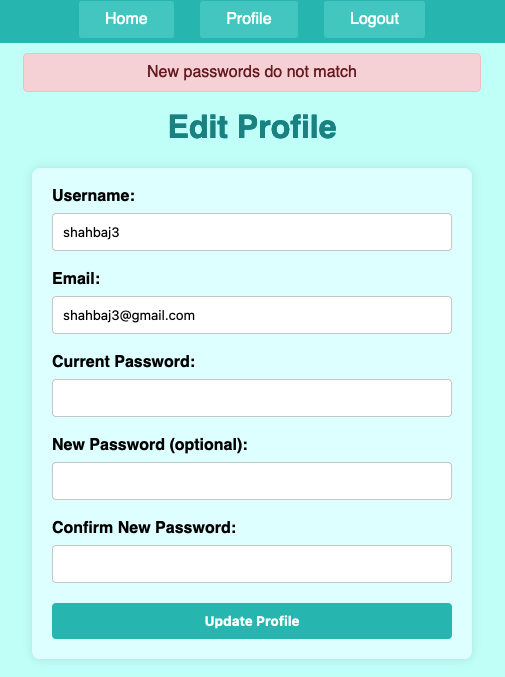 Home Profile Logout
New passwords do not match
Edit Profile
Username:
shahbaj3
Email:
shahbaj3@gmail.com
Current Password:
New Password (optional):
Confirm New Password:
Update Profile